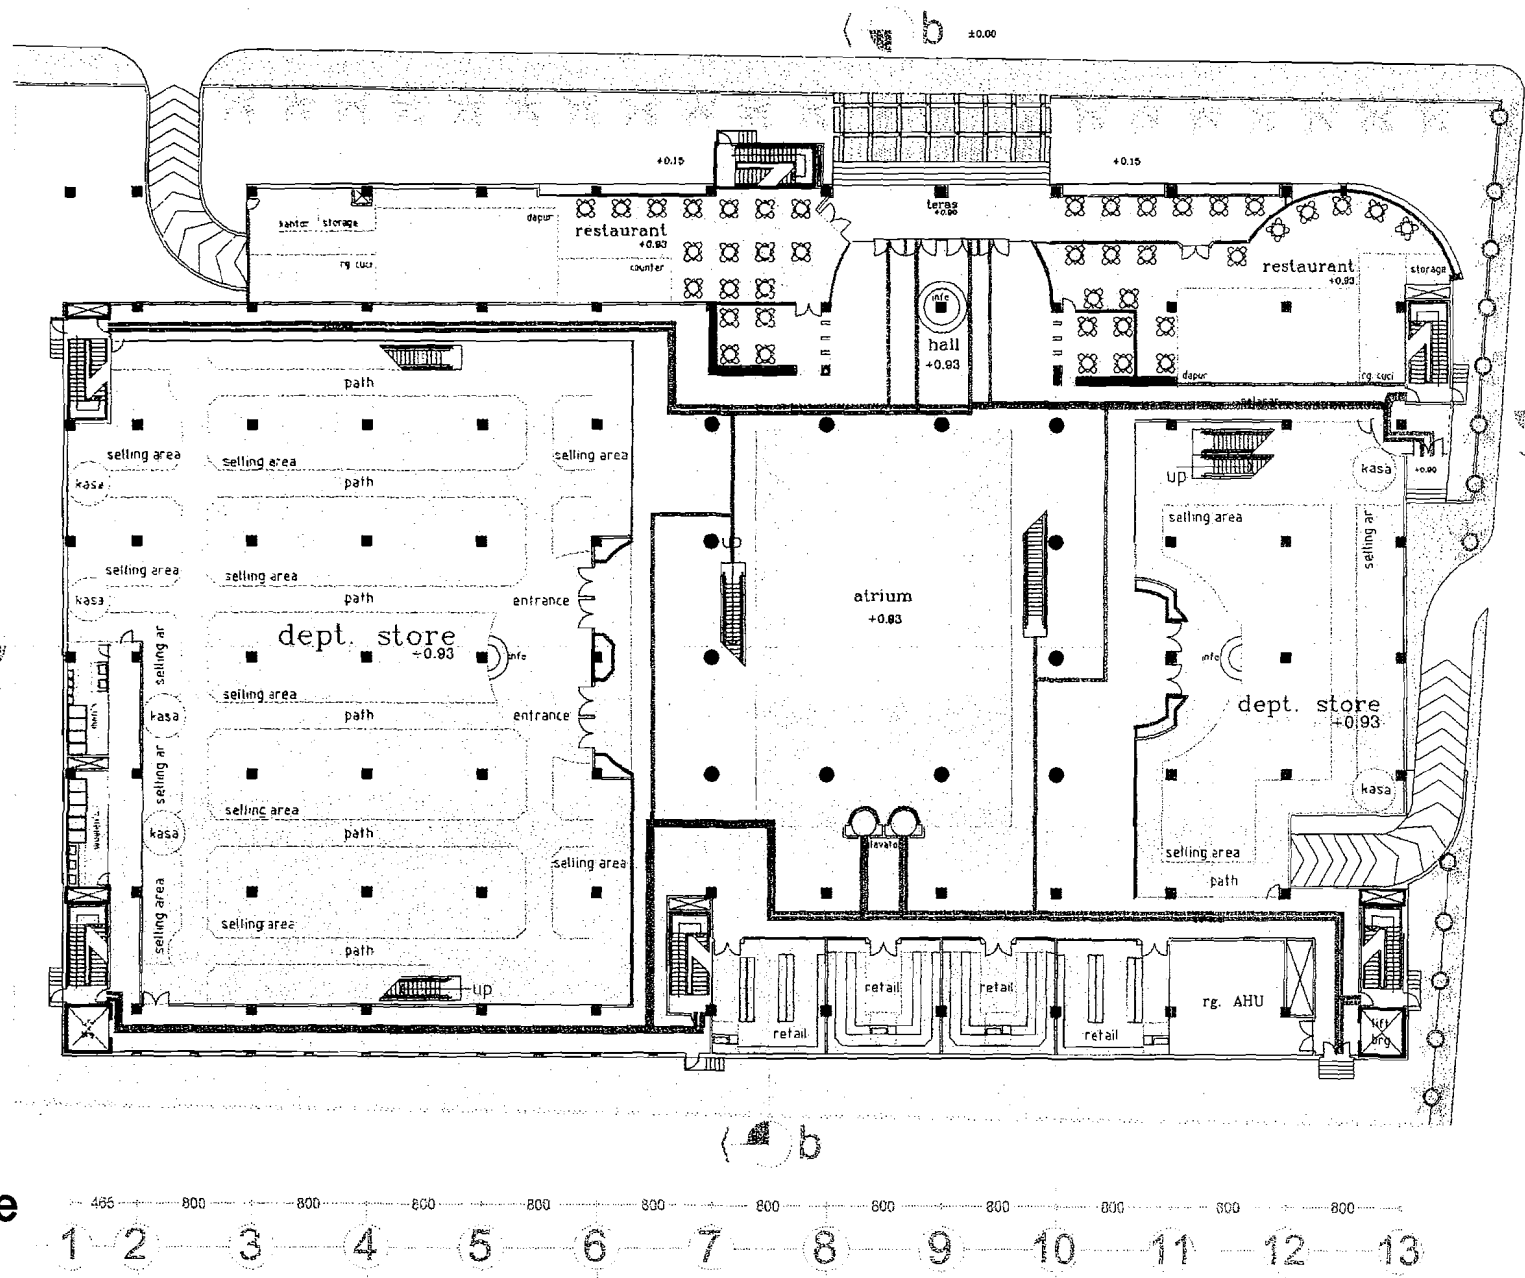 b ±0.00
+0.15
+0.15
teras
+0.90
kantor storage
dapur
restaurant
+0.93
rg cuci
counter
info
hall
+0.93
restaurant
+0.93
storage
dapur
rg. cuci
selasar
path
selling area
selling area
selling area
kasa
path
up
kasa
+0.90
selling area
selling ar
selling area
selling area
up
kasa
path
entrance
atrium
+0.93
dept. store
+0.93
info
selling ar
info
selling area
kasa
path
entrance
dept. store
+0.93
selling ar
kasa
selling area
kasa
path
selling area
selling area
path
selling area
selling area
path
up
retail
retail
retail
retail
rg. AHU
lift
brg
b
e
465 800 800 800 800 800 800 800 800 800 800 800
1 2 3 4 5 6 7 8 9 10 11 12 13